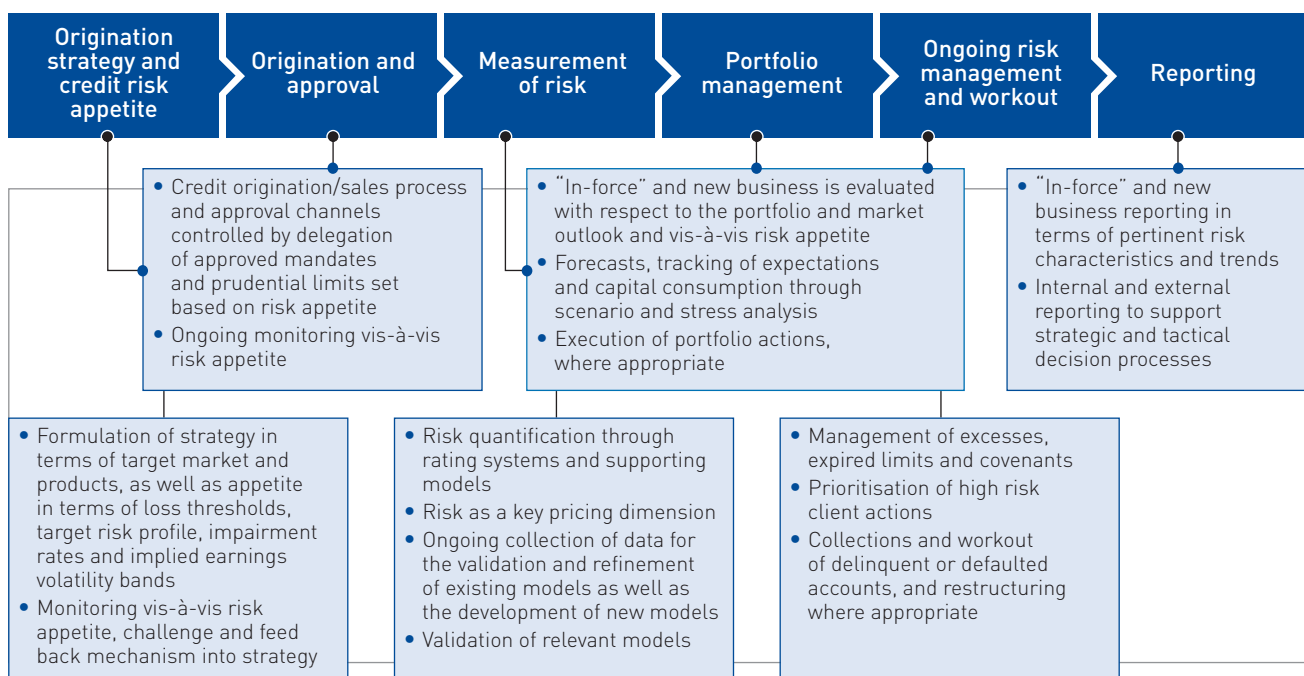 Origination
strategy and
credit risk
appetite
Origination and
approval
Measurement
of risk
Portfolio
management
Ongoing risk
management
and workout
Reporting
• Credit origination/sales process
and approval channels
controlled by delegation
of approved mandates
and prudential limits set
based on risk appetite
• Ongoing monitoring vis-à-vis
risk appetite
• “In-force” and new business is evaluated
with respect to the portfolio and market
outlook and vis-à-vis risk appetite
• Forecasts, tracking of expectations
and capital consumption through
scenario and stress analysis
• Execution of portfolio actions,
where appropriate
• “In-force” and new
business reporting in
terms of pertinent risk
characteristics and trends
• Internal and external
reporting to support
strategic and tactical
decision processes
• Formulation of strategy in
terms of target market and
products, as well as appetite
in terms of loss thresholds,
target risk profile, impairment
rates and implied earnings
volatility bands
• Monitoring vis-à-vis risk
appetite, challenge and feed
back mechanism into strategy
• Risk quantification through
rating systems and supporting
models
• Risk as a key pricing dimension
• Ongoing collection of data for
the validation and refinement
of existing models as well as
the development of new models
• Validation of relevant models
• Management of excesses,
expired limits and covenants
• Prioritisation of high risk
client actions
• Collections and workout
of delinquent or defaulted
accounts, and restructuring
where appropriate